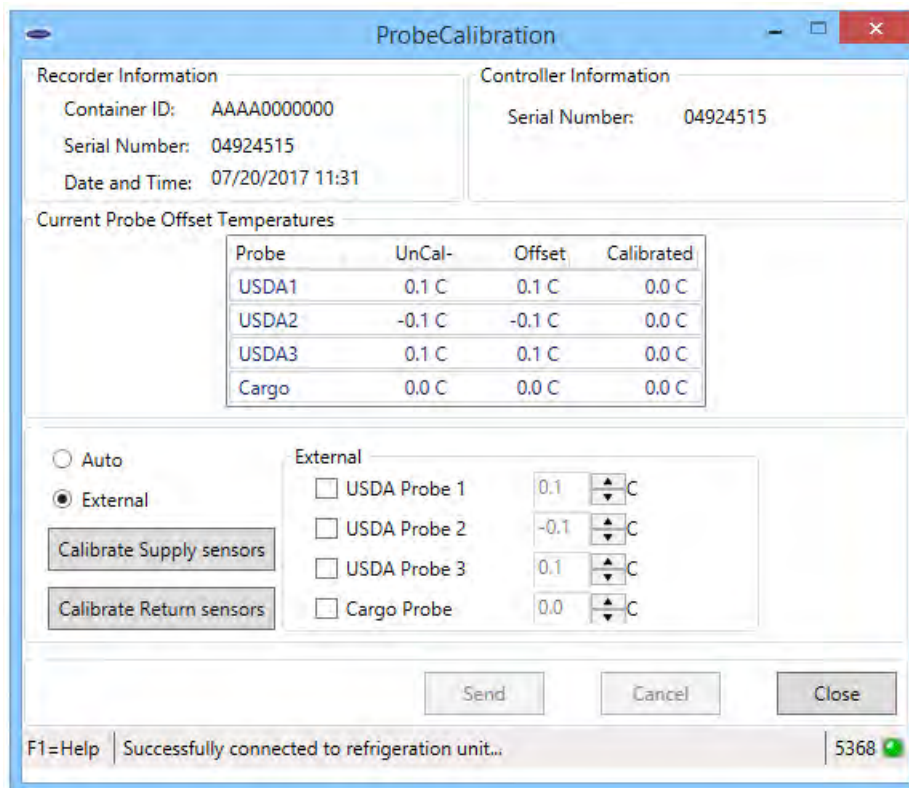 ProbeCalibration
Recorder Information
Container ID: AAAA0000000
Serial Number: 04924515
Date and Time: 07/20/2017 11:31
Controller Information
Serial Number: 04924515
Current Probe Offset Temperatures
Probe UnCal- Offset Calibrated
USDA1 0.1 C 0.1 C 0.0 C
USDA2 -0.1 C -0.1 C 0.0 C
USDA3 0.1 C 0.1 C 0.0 C
Cargo 0.0 C 0.0 C 0.0 C
Auto
External
Calibrate Supply sensors
Calibrate Return sensors
External
USDA Probe 1 0.1 C
USDA Probe 2 -0.1 C
USDA Probe 3 0.1 C
Cargo Probe 0.0 C
Send Cancel Close
F1=Help Successfully connected to refrigeration unit... 5368